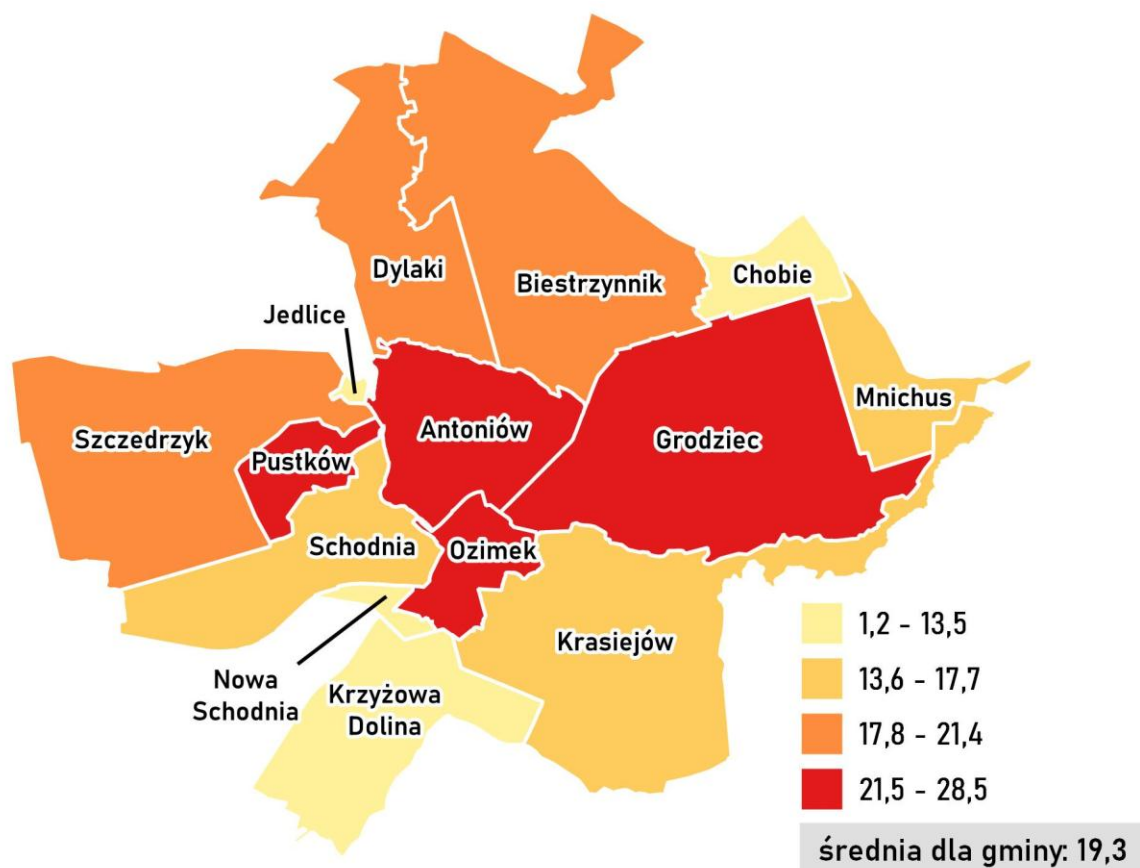 Dylaki
Biestrzynnik
Chobie
Jedlice
Mnichus
Szczedrzyk
Antoniów
Grodziec
Pustków
Schodnia
Ozimek
Krasiejów
Nowa
Schodnia
Krzyżowa
Dolina
1,2 - 13,5
13,6 - 17,7
17,8 - 21,4
21,5 - 28,5
średnia dla gminy: 19,3